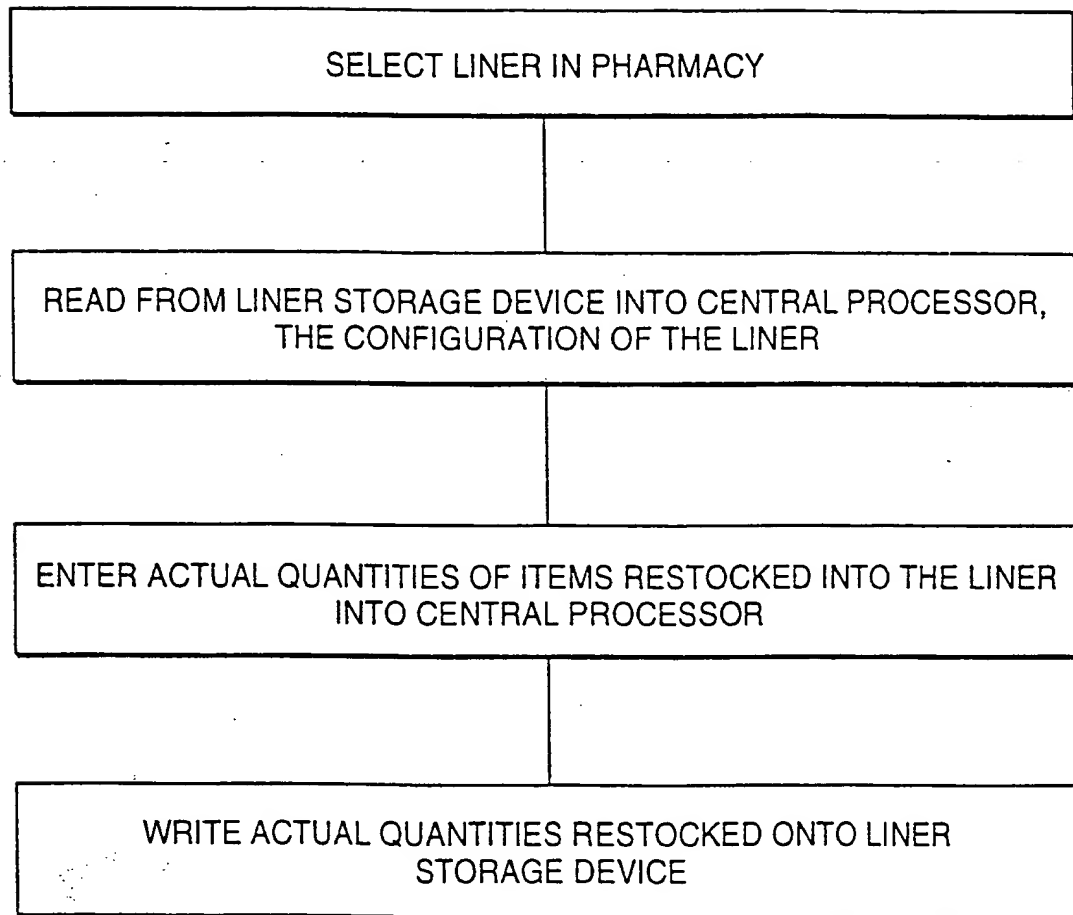 SELECT LINER IN PHARMACY
READ FROM LINER STORAGE DEVICE INTO CENTRAL PROCESSOR,
THE CONFIGURATION OF THE LINER
ENTER ACTUAL QUANTITIES OF ITEMS RESTOCKED INTO THE LINER
INTO CENTRAL PROCESSOR
WRITE ACTUAL QUANTITIES RESTOCKED ONTO LINER
STORAGE DEVICE